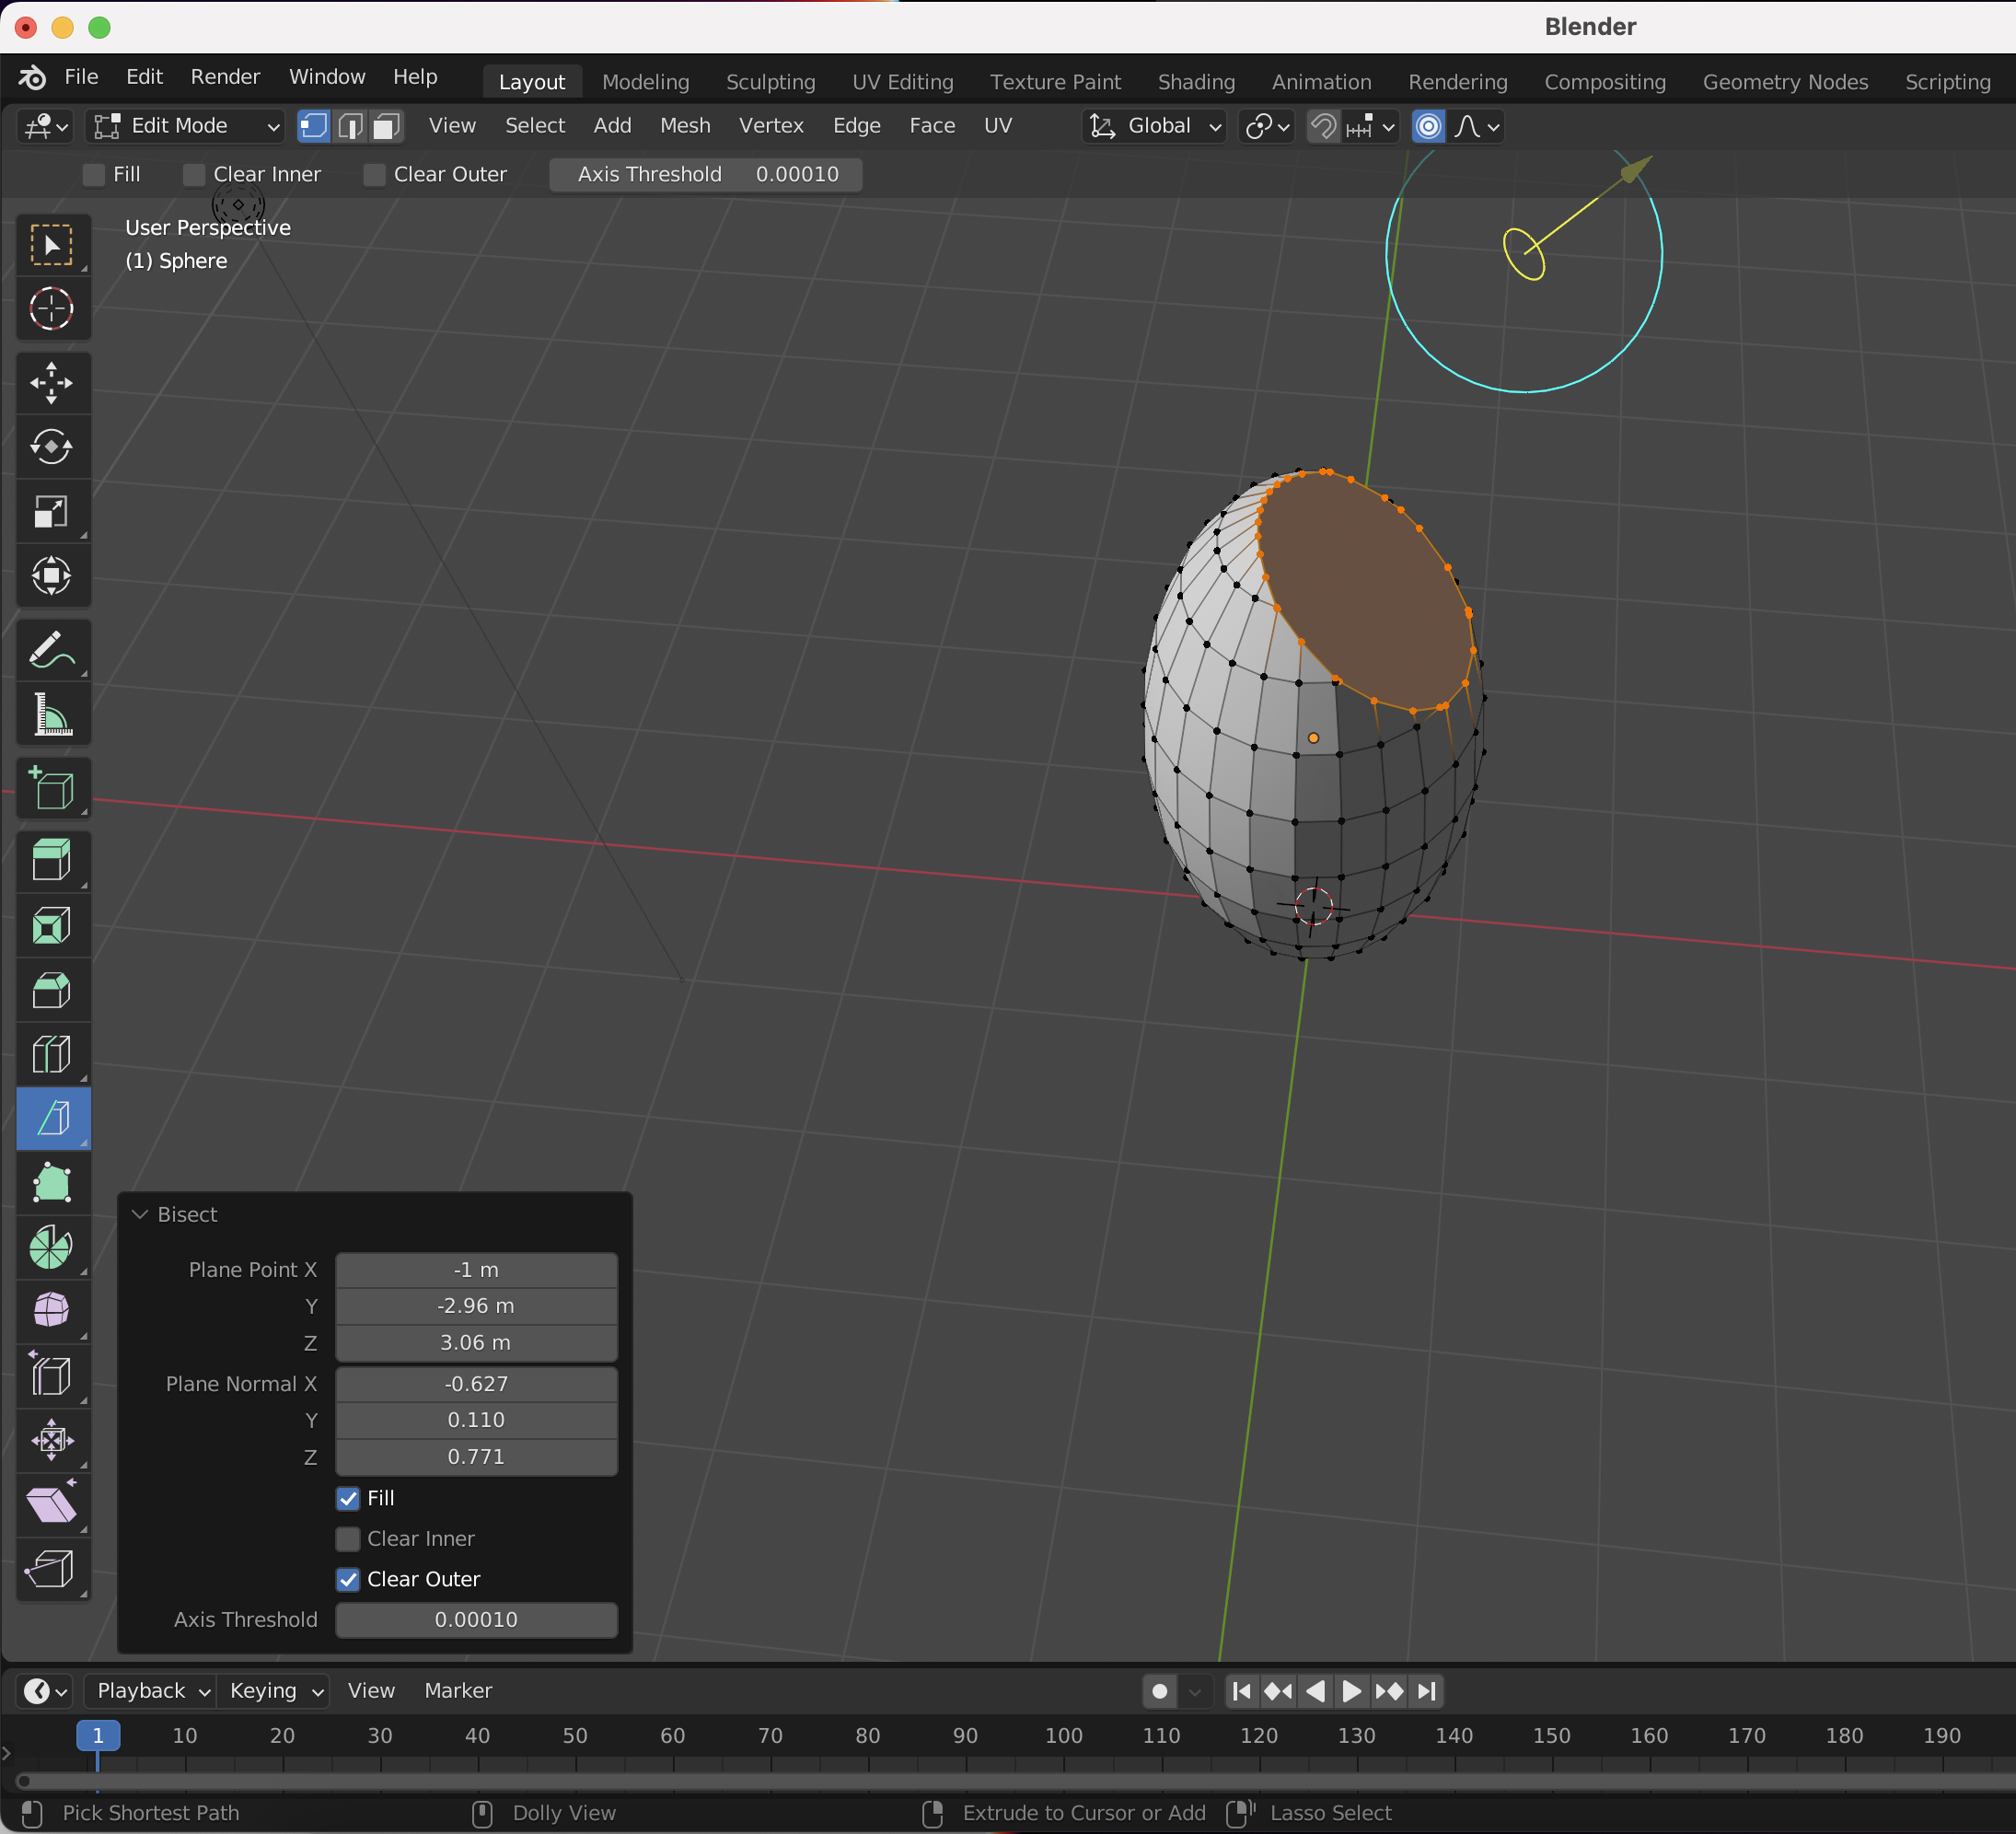 Blender
File Edit Render Window Help Layout Modeling Sculpting UV Editing Texture Paint Shading Animation Rendering Compositing Geometry Nodes Scripting
Edit Mode View Select Add Mesh Vertex Edge Face UV Global
Fill Clear Inner Clear Outer Axis Threshold 0.00010
User Perspective
(1) Sphere
Bisect
Plane Point X -1 m
Y -2.96 m
Z 3.06 m
Plane Normal X -0.627
Y 0.110
Z 0.771
Fill
Clear Inner
Clear Outer
Axis Threshold 0.00010
Playback Keying View Marker
1 10 20 30 40 50 60 70 80 90 100 110 120 130 140 150 160 170 180 190
Pick Shortest Path Dolly View Extrude to Cursor or Add Lasso Select